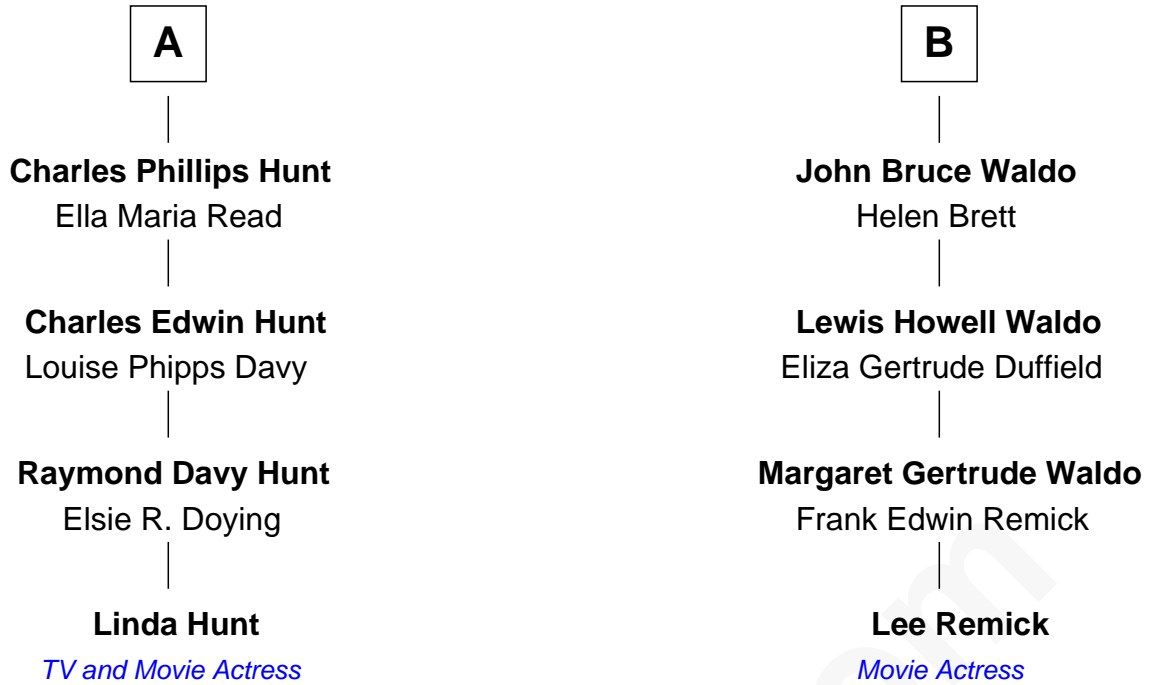 A
Charles Phillips Hunt
Ella Maria Read
Charles Edwin Hunt
Louise Phipps Davy
Raymond Davy Hunt
Elsie R. Doying
Linda Hunt
TV and Movie Actress
B
John Bruce Waldo
Helen Brett
Lewis Howell Waldo
Eliza Gertrude Duffield
Margaret Gertrude Waldo
Frank Edwin Remick
Lee Remick
Movie Actress